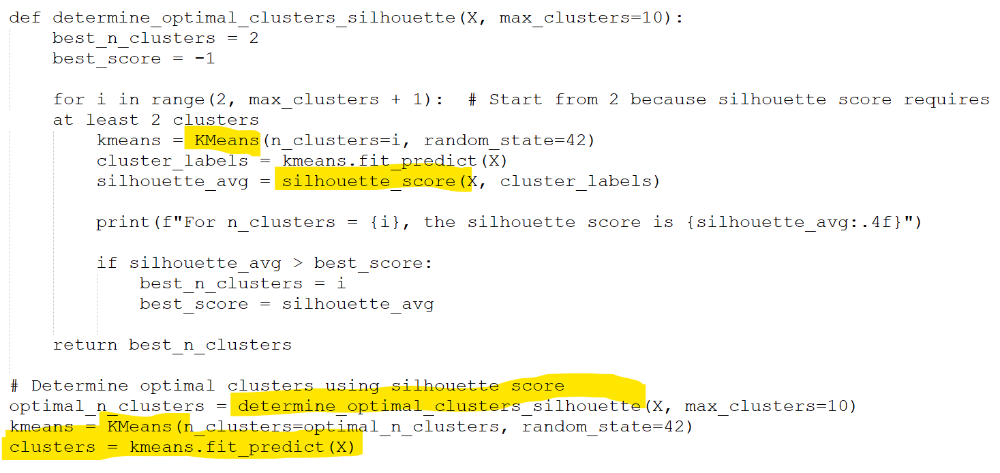 def determine_optimal_clusters_silhouette(X, max_clusters=10):
    best_n_clusters = 2
    best_score = -1
    for i in range(2, max_clusters + 1):  # Start from 2 because silhouette score requires
    at least 2 clusters
        kmeans = KMeans(n_clusters=i, random_state=42)
        cluster_labels = kmeans.fit_predict(X)
        silhouette_avg = silhouette_score(X, cluster_labels)
        print(f"For n_clusters = {i}, the silhouette score is {silhouette_avg:.4f}")
        if silhouette_avg > best_score:
            best_n_clusters = i
            best_score = silhouette_avg
    return best_n_clusters
# Determine optimal clusters using silhouette score
optimal_n_clusters = determine_optimal_clusters_silhouette(X, max_clusters=10)
kmeans = KMeans(n_clusters=optimal_n_clusters, random_state=42)
clusters = kmeans.fit_predict(X)